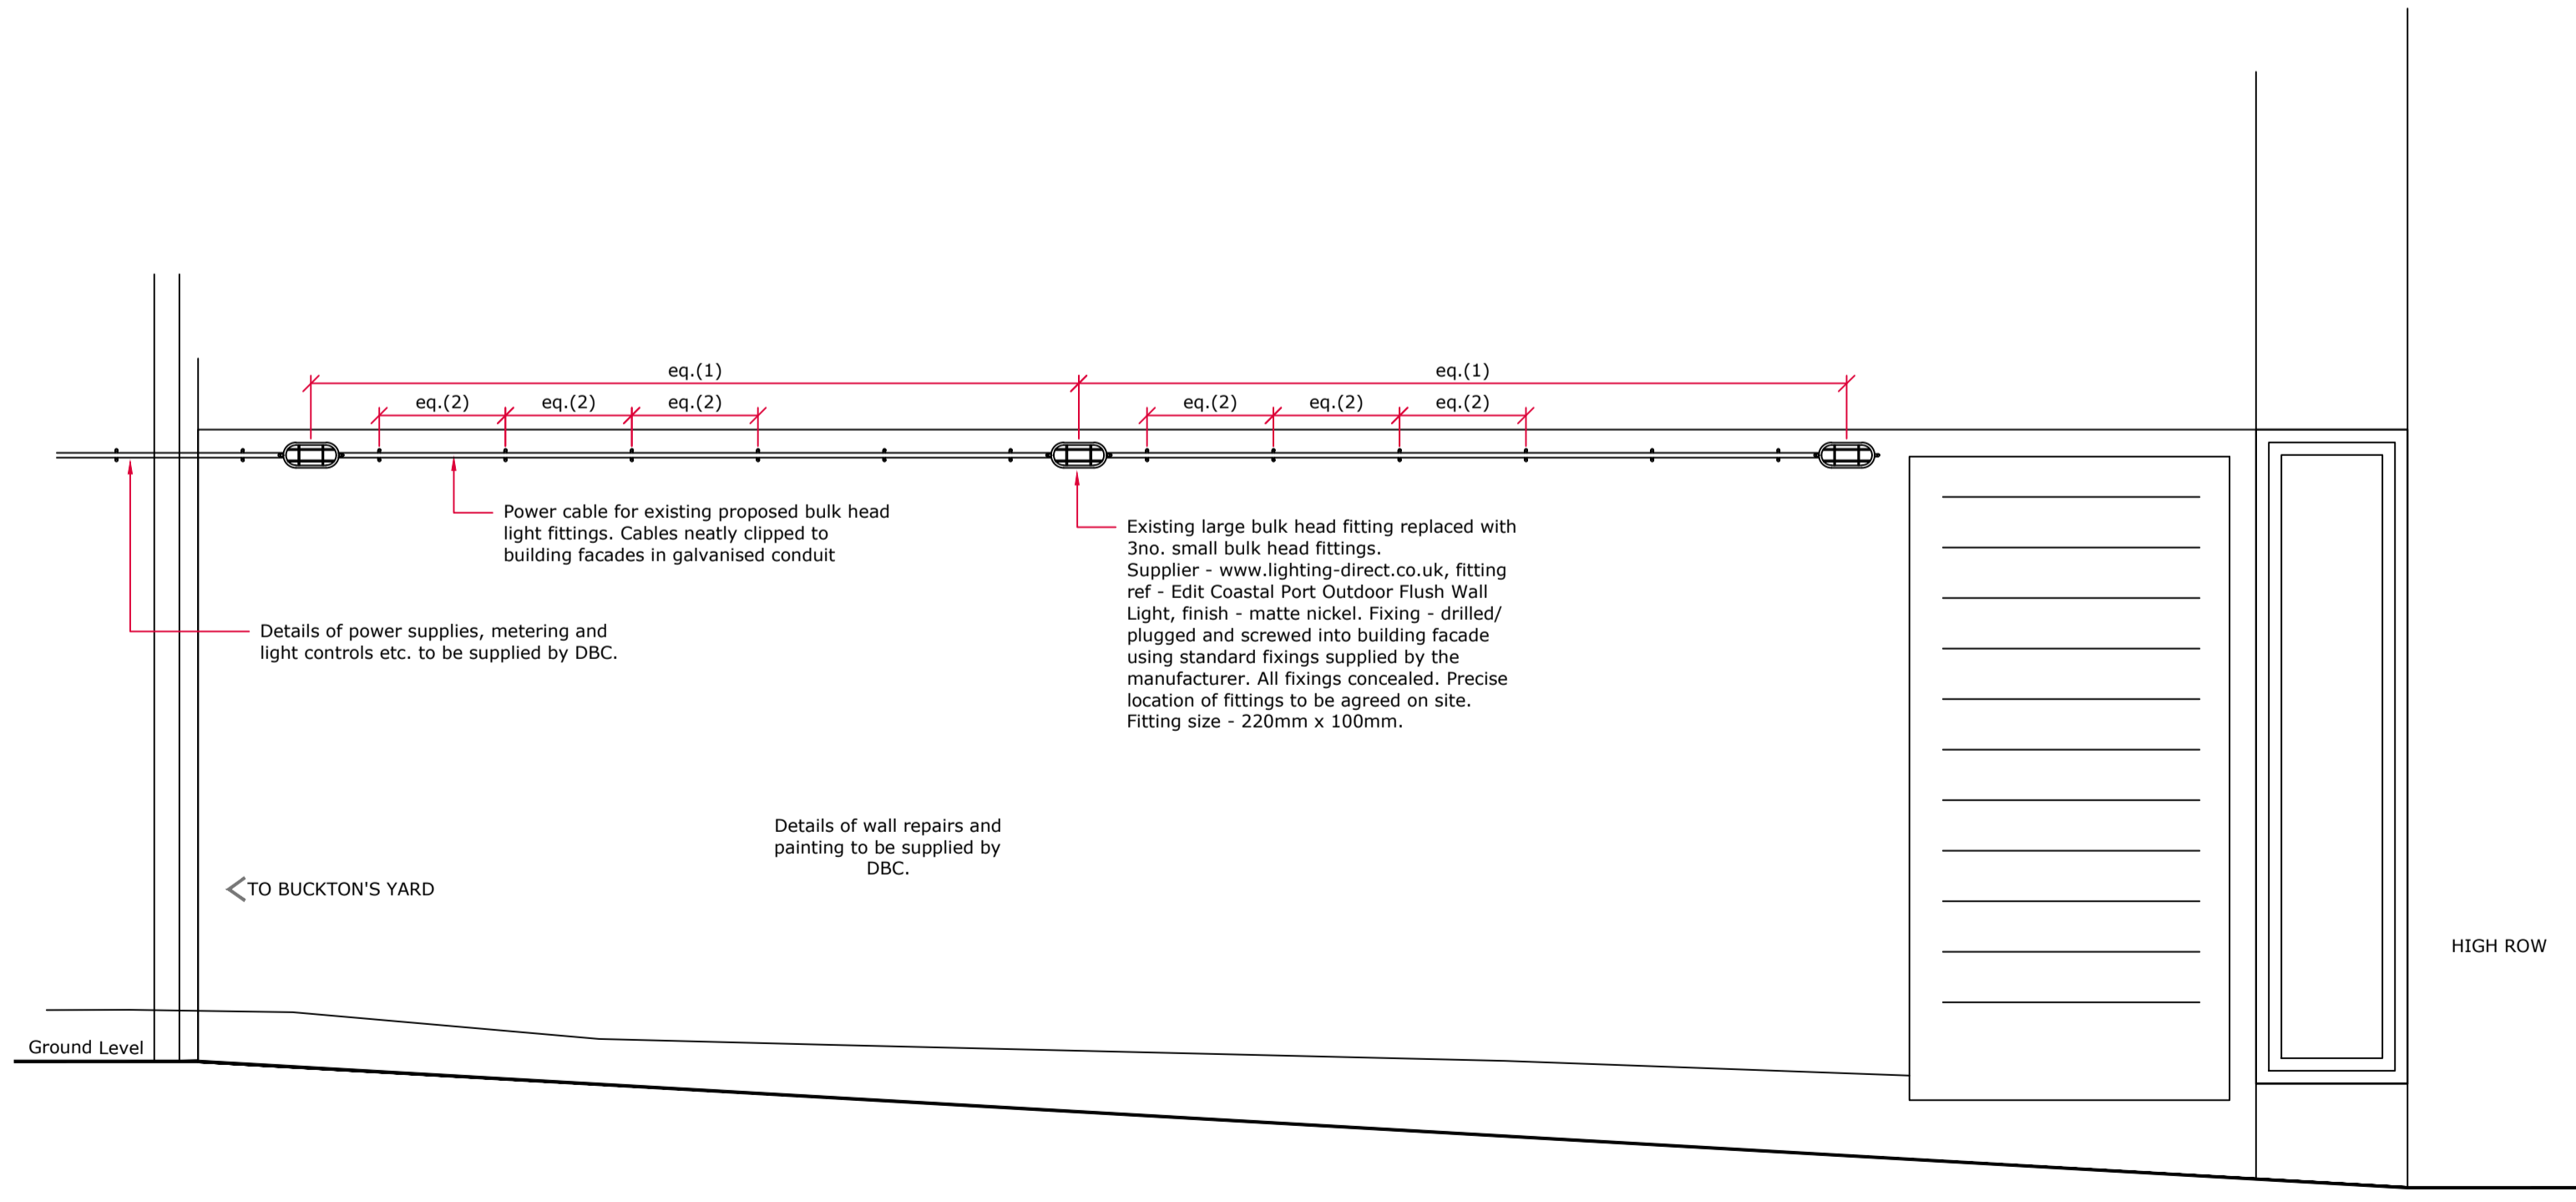 eq.(1)
eq.(1)
eq.(2)
eq.(2)
eq.(2)
eq.(2)
eq.(2)
eq.(2)
Power cable for existing proposed bulk head
light fittings. Cables neatly clipped to
building facades in galvanised conduit
Existing large bulk head fitting replaced with
3no. small bulk head fittings.
Supplier - www.lighting-direct.co.uk, fitting
ref - Edit Coastal Port Outdoor Flush Wall
Light, finish - matte nickel. Fixing - drilled/
plugged and screwed into building facade
using standard fixings supplied by the
manufacturer. All fixings concealed. Precise
location of fittings to be agreed on site.
Fitting size - 220mm x 100mm.
Details of power supplies, metering and
light controls etc. to be supplied by DBC.
Details of wall repairs and
painting to be supplied by
DBC.
TO BUCKTON'S YARD
HIGH ROW
Ground Level